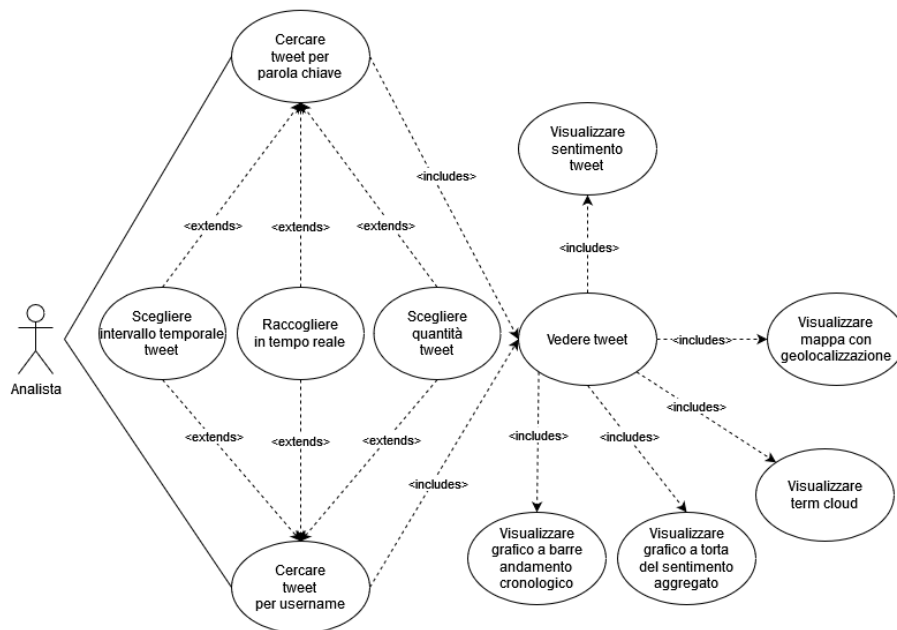 Cercare
tweet per
parola chiave
<includes>
Visualizzare
sentimento
tweet
<extends>
<extends>
<extends>
<includes>
Analista
Scegliere
intervallo temporale
tweet
Raccogliere
in tempo reale
Scegliere
quantità
tweet
Vedere tweet
<includes>
Visualizzare
mappa con
geolocalizzazione
<extends>
<extends>
<extends>
<includes>
<includes>
<includes>
<includes>
Visualizzare
term cloud
Visualizzare
grafico a barre
andamento
cronologico
Visualizzare
grafico a torta
del sentimento
aggregato
Cercare
tweet
per username